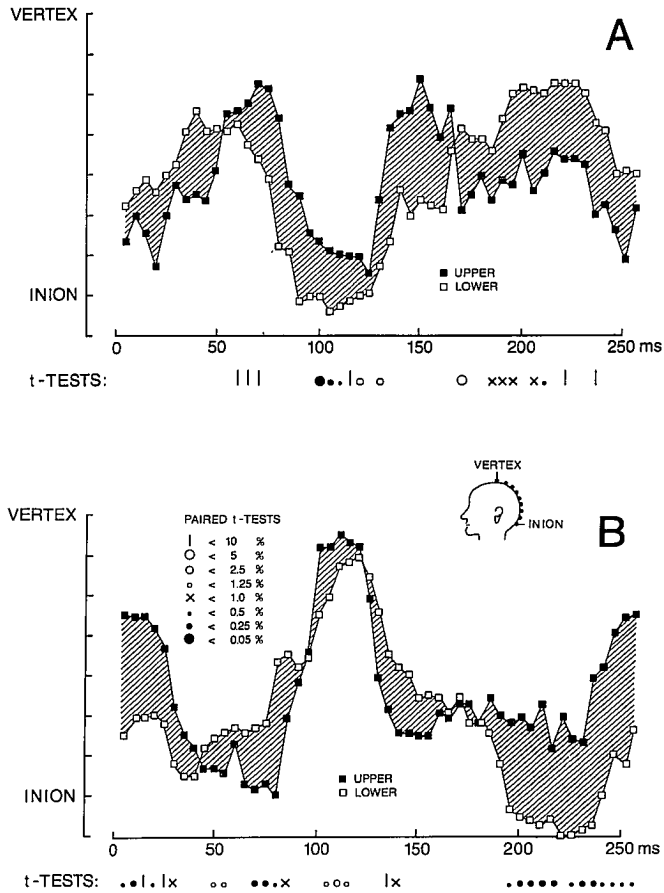 VERTEX
A
INION
■ UPPER
□ LOWER
0 50 100 150 200 250 ms
t-TESTS: | | | ● • • | ○ ○ ○ × × × × • | |
VERTEX
INION
VERTEX
B
PAIRED t-TESTS
| < 10 %
○ < 5 %
○ < 2.5 %
○ < 1.25 %
× < 1.0 %
• < 0.5 %
● < 0.25 %
● < 0.05 %
■ UPPER
□ LOWER
INION
0 50 100 150 200 250 ms
t-TESTS: • ● | • | × ○ ○ ● ● • × ○ ○ ○ | × • ● ● ● ● • ● ● • • •